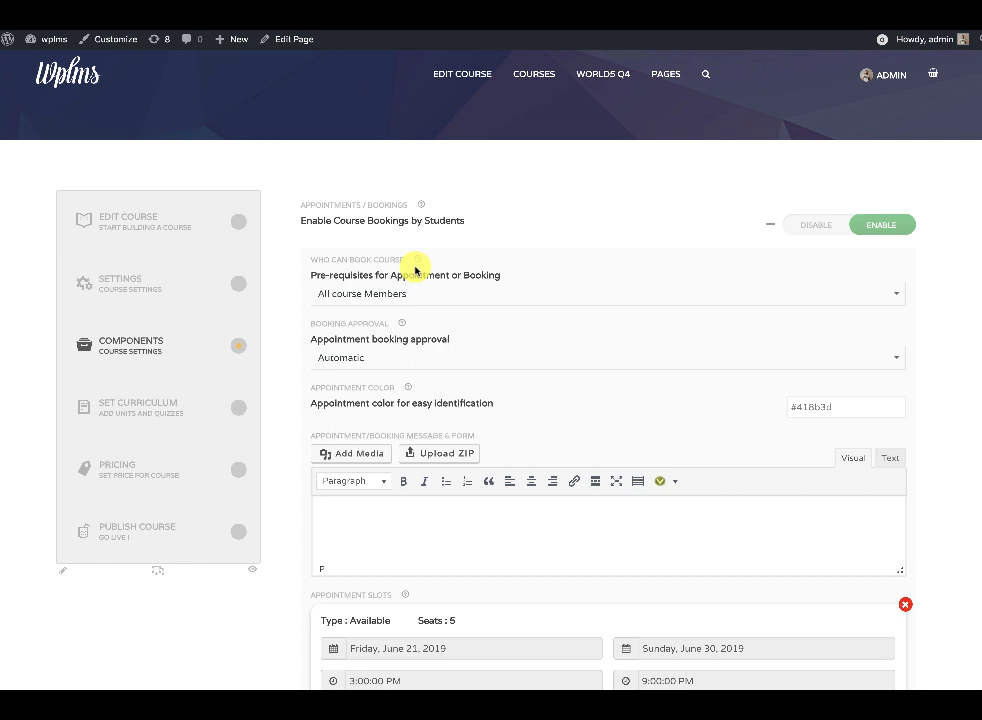 wplms
Customize
8
0
New
Edit Page
0
Howdy, admin
Wplms
EDIT COURSE
COURSES
WORLD5 Q4
PAGES
ADMIN
EDIT COURSE
START BUILDING A COURSE
SETTINGS
COURSE SETTINGS
COMPONENTS
COURSE SETTINGS
SET CURRICULUM
ADD UNITS AND QUIZZES
PRICING
SET PRICE FOR COURSE
PUBLISH COURSE
GO LIVE !
APPOINTMENTS / BOOKINGS
Enable Course Bookings by Students
DISABLE
ENABLE
WHO CAN BOOK COURSE
Pre-requisites for Appointment or Booking
All course Members
BOOKING APPROVAL
Appointment booking approval
Automatic
APPOINTMENT COLOR
Appointment color for easy identification
#418b3d
APPOINTMENT/BOOKING MESSAGE & FORM
Add Media
Upload ZIP
Visual
Text
Paragraph
P
APPOINTMENT SLOTS
Type : Available
Seats : 5
Friday, June 21, 2019
Sunday, June 30, 2019
3:00:00 PM
9:00:00 PM